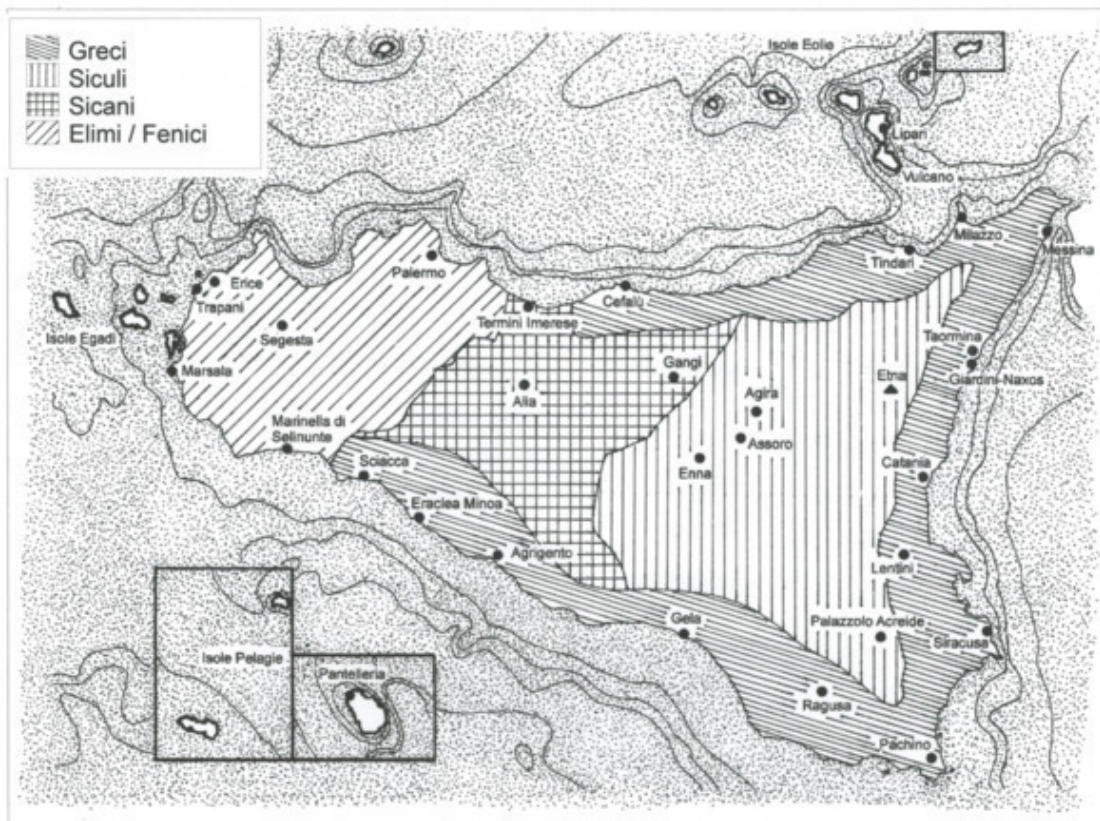 Greci
Siculi
Sicani
Elimi / Fenici
Isole Eolie
Lipari
Vulcano
Milazzo
Messina
Tindari
Palermo
Erice
Trapani
Cefalù
Termini Imerese
Isole Egadi
Segesta
Taormina
Gangi
Marsala
Etna
Giardini-Naxos
Alia
Agira
Marinella di
Selinunte
Assoro
Enna
Sciacca
Catania
Eraclea Minoa
Agrigento
Lentini
Gela
Palazzolo Acreide
Siracusa
Isole Pelagie
Pantelleria
Ragusa
Pachino